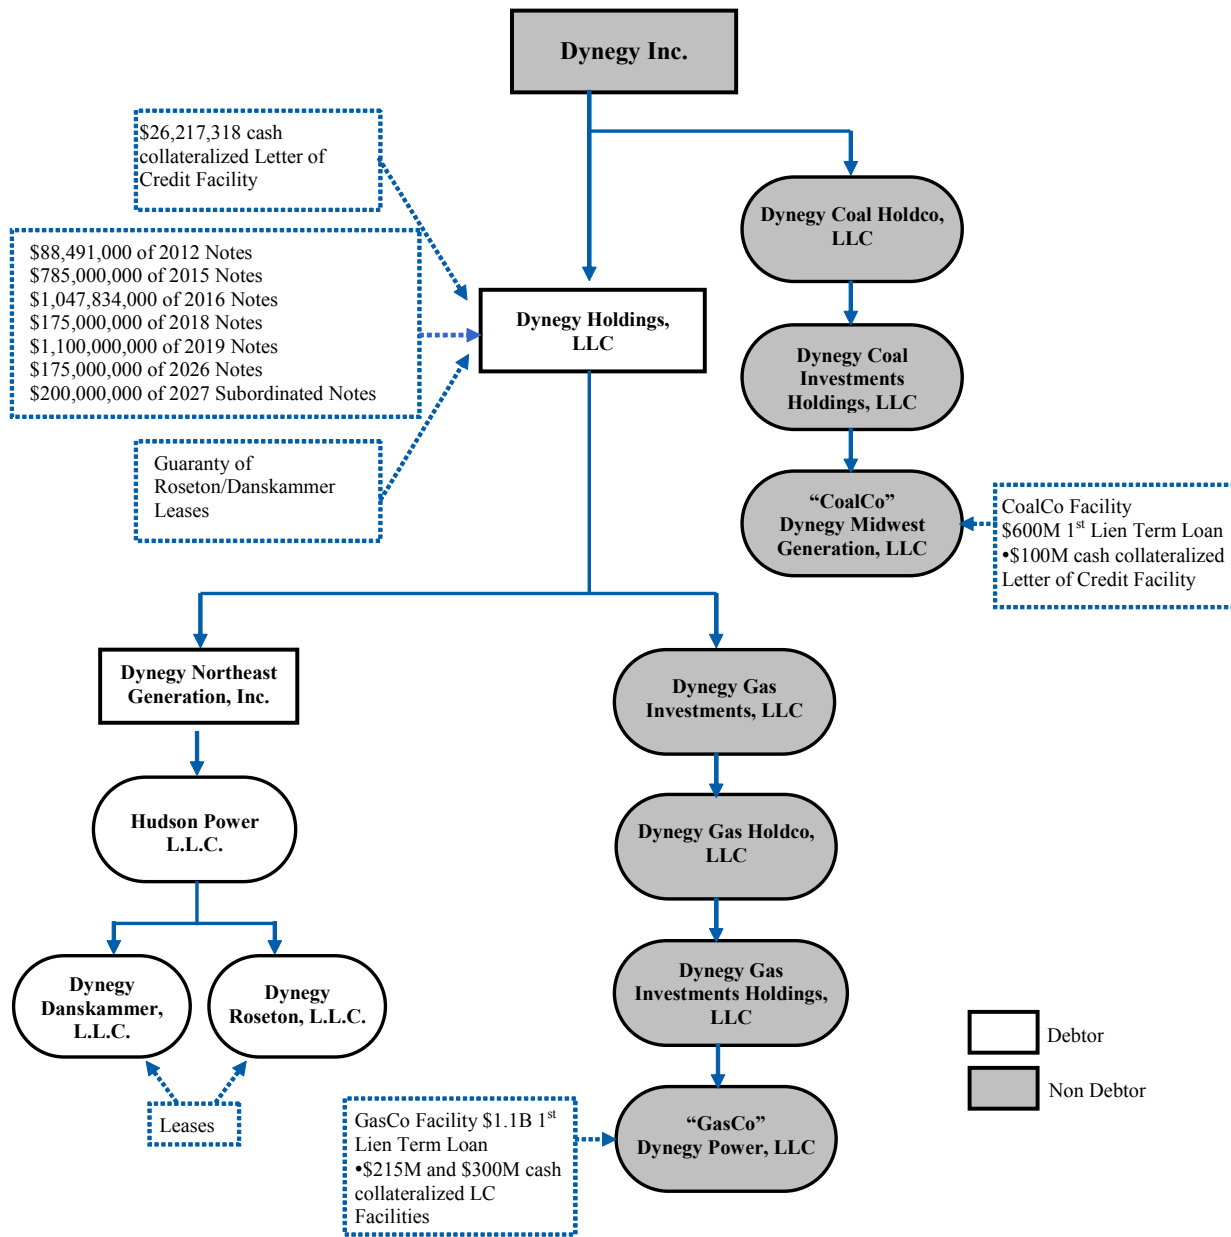 Dynegy Inc.
$26,217,318 cash
collateralized Letter of
Credit Facility
Dynegy Coal Holdco,
LLC
$88,491,000 of 2012 Notes
$785,000,000 of 2015 Notes
$1,047,834,000 of 2016 Notes
$175,000,000 of 2018 Notes
$1,100,000,000 of 2019 Notes
$175,000,000 of 2026 Notes
$200,000,000 of 2027 Subordinated Notes
Dynegy Holdings,
LLC
Dynegy Coal
Investments
Holdings, LLC
Guaranty of
Roseton/Danskammer
Leases
“CoalCo”
Dynegy Midwest
Generation, LLC
CoalCo Facility
$600M 1st Lien Term Loan
•$100M cash collateralized
Letter of Credit Facility
Dynegy Northeast
Generation, Inc.
Dynegy Gas
Investments, LLC
Hudson Power
L.L.C.
Dynegy Gas Holdco,
LLC
Dynegy
Danskammer,
L.L.C.
Dynegy
Roseton, L.L.C.
Dynegy Gas
Investments Holdings,
LLC
Debtor
Non Debtor
Leases
GasCo Facility $1.1B 1st
Lien Term Loan
•$215M and $300M cash
collateralized LC
Facilities
“GasCo”
Dynegy Power, LLC